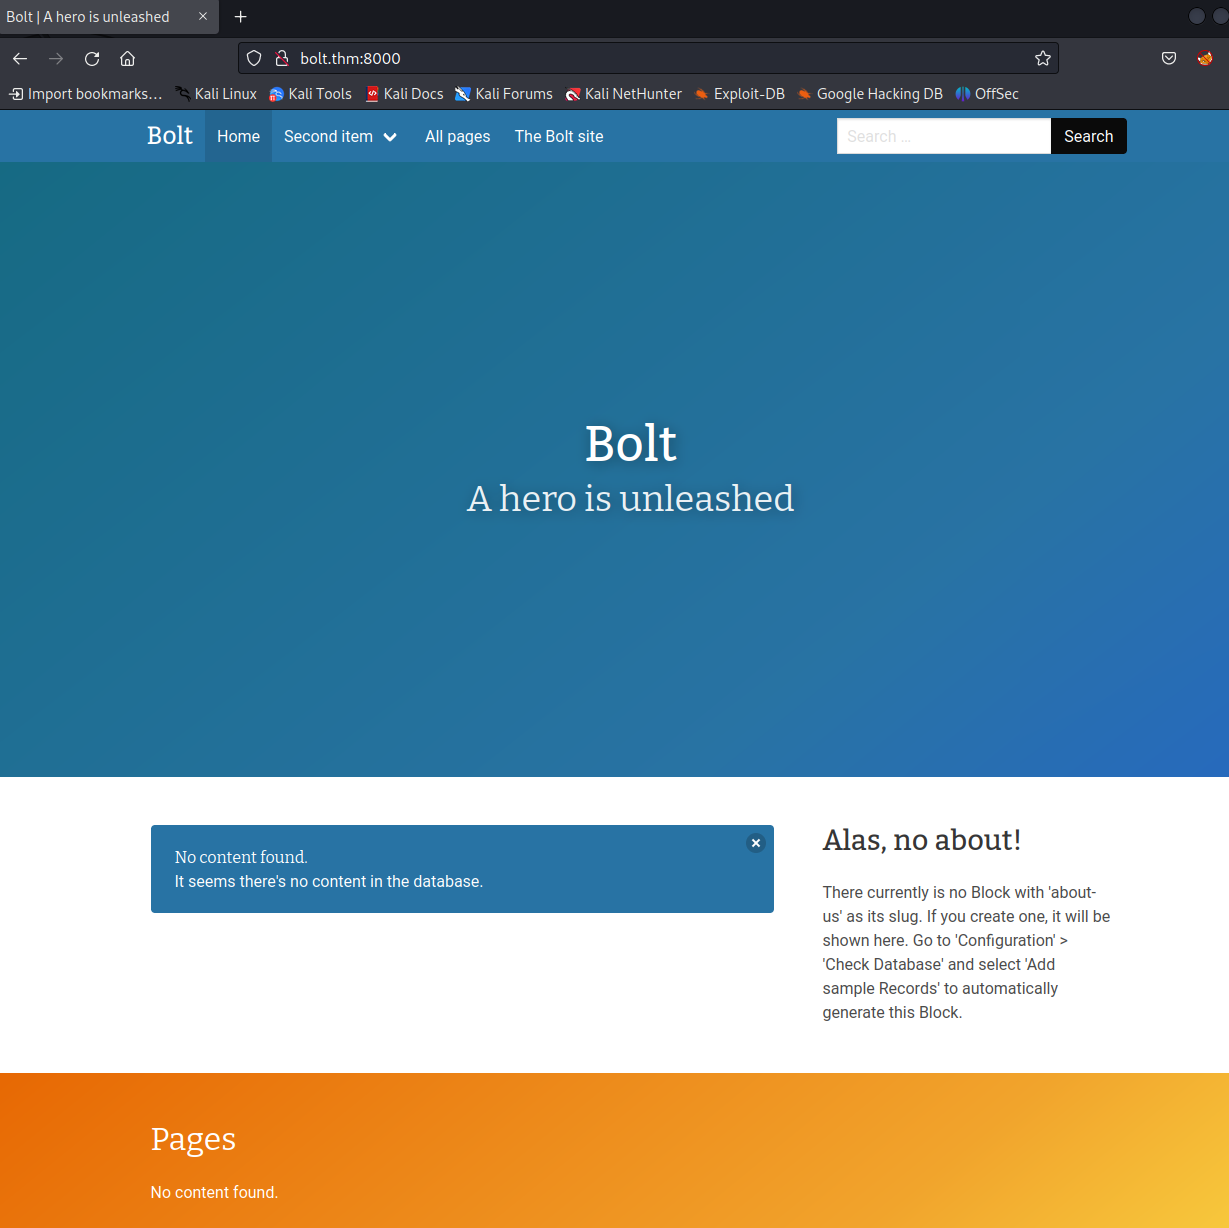 Bolt | A hero is unleashed
bolt.thm:8000
Import bookmarks... Kali Linux Kali Tools Kali Docs Kali Forums Kali NetHunter Exploit-DB Google Hacking DB OffSec
Bolt Home Second item All pages The Bolt site Search ... Search
Bolt
A hero is unleashed
No content found.
It seems there's no content in the database.
Alas, no about!
There currently is no Block with 'about-
us' as its slug. If you create one, it will be
shown here. Go to 'Configuration' >
'Check Database' and select 'Add
sample Records' to automatically
generate this Block.
Pages
No content found.